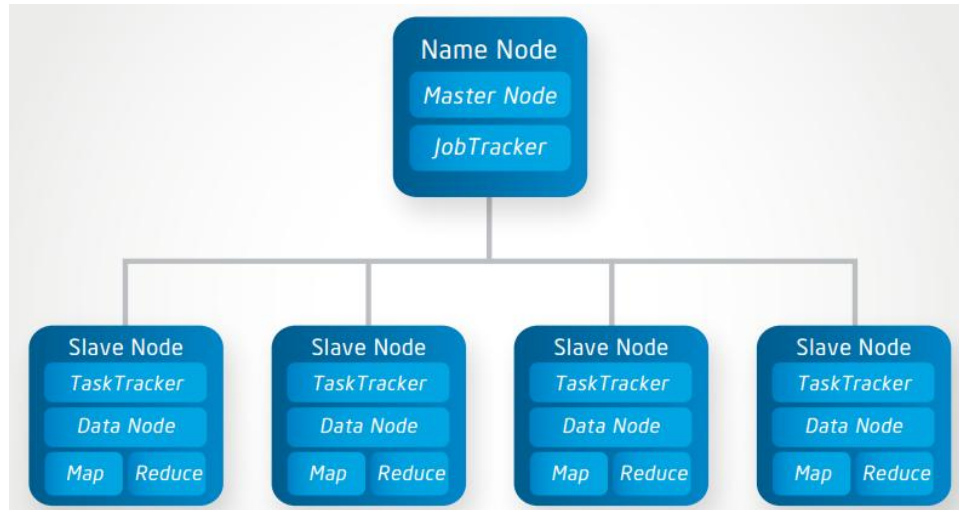 Name Node
Master Node
JobTracker
Slave Node
TaskTracker
Data Node
Map Reduce
Slave Node
TaskTracker
Data Node
Map Reduce
Slave Node
TaskTracker
Data Node
Map Reduce
Slave Node
TaskTracker
Data Node
Map Reduce